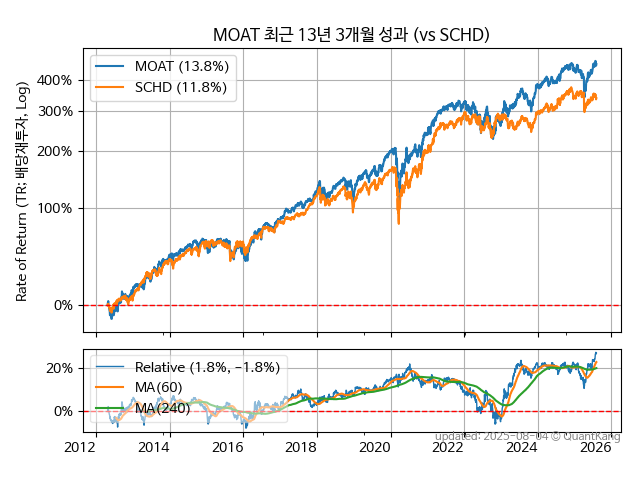 MOAT 최근 13년 3개월 성과 (vs SCHD)
Rate of Return (TR; 배당재투자, Log)
400%
300%
200%
100%
0%
MOAT (13.8%)
SCHD (11.8%)
20%
0%
Relative (1.8%, −1.8%)
MA(60)
MA(240)
2012 2014 2016 2018 2020 2022 2024 2026
updated: 2025-08-04 © QuantKang